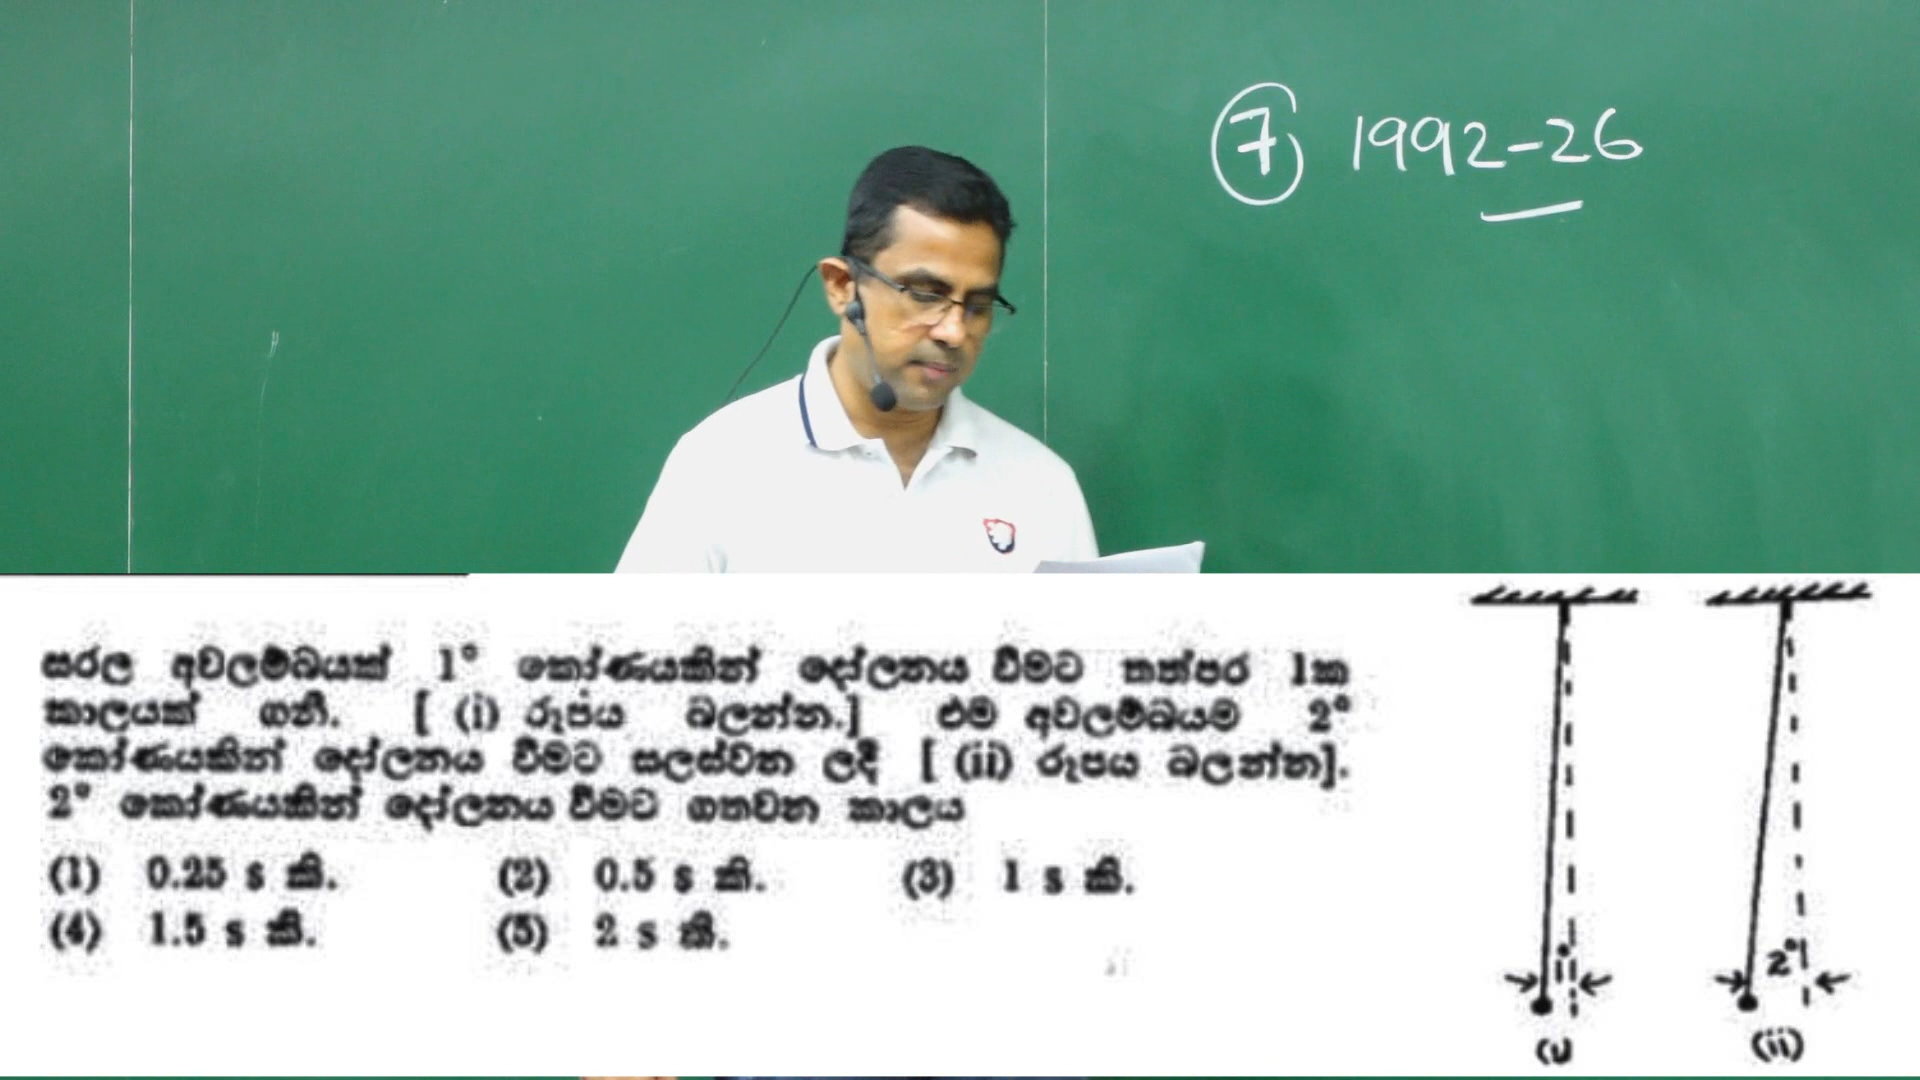 7 1992-26
සරල අවලම්බයක් 1° කෝණයකින් දෝලනය වීමට තත්පර 1ක
කාලයක් ගනී. [ (i) රූපය බලන්න.] එම අවලම්බයම 2°
කෝණයකින් දෝලනය වීමට සලස්වන ලදී [ (ii) රූපය බලන්න].
2° කෝණයකින් දෝලනය වීමට ගතවන කාලය
(1) 0.25 s කි. (2) 0.5 s කි. (3) 1 s කි.
(4) 1.5 s කි. (5) 2 s කි.
1° 2°
(i) (ii)